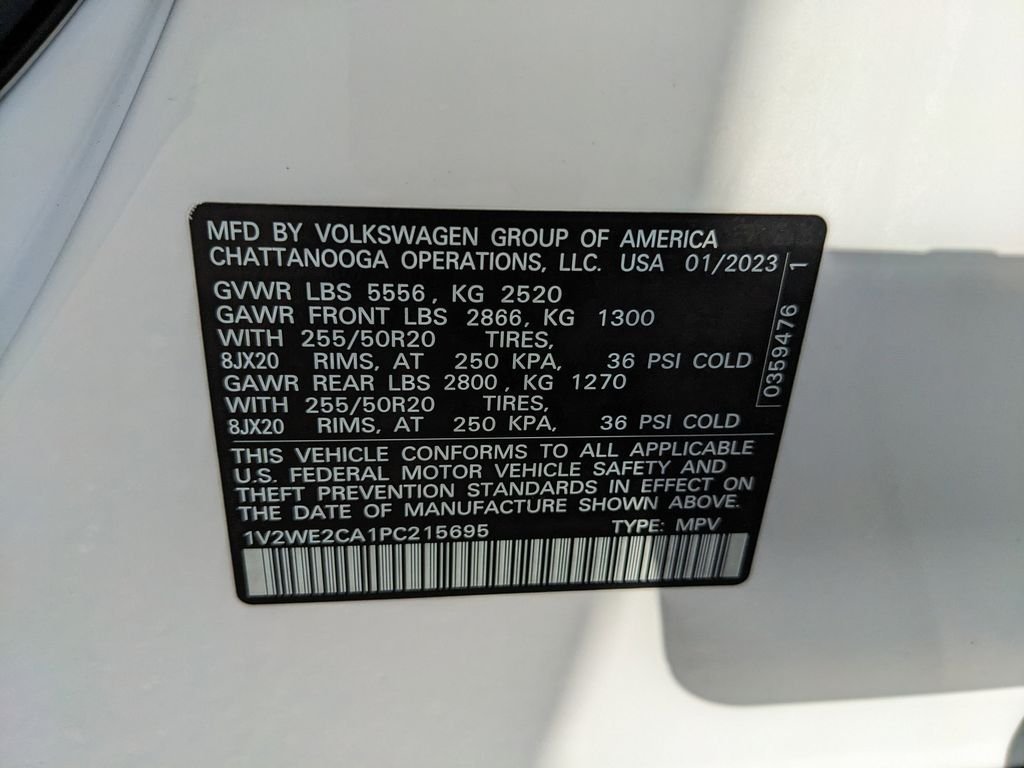 MFD BY VOLKSWAGEN GROUP OF AMERICA
CHATTANOOGA OPERATIONS, LLC. USA 01/2023
GVWR LBS 5556, KG 2520
GAWR FRONT LBS 2866, KG 1300
WITH 255/50R20 TIRES,
8JX20 RIMS, AT 250 KPA, 36 PSI COLD
GAWR REAR LBS 2800, KG 1270
WITH 255/50R20 TIRES,
8JX20 RIMS, AT 250 KPA, 36 PSI COLD
0359476 1
THIS VEHICLE CONFORMS TO ALL APPLICABLE
U.S. FEDERAL MOTOR VEHICLE SAFETY AND
THEFT PREVENTION STANDARDS IN EFFECT ON
THE DATE OF MANUFACTURE SHOWN ABOVE.
1V2WE2CA1PC215695 TYPE: MPV